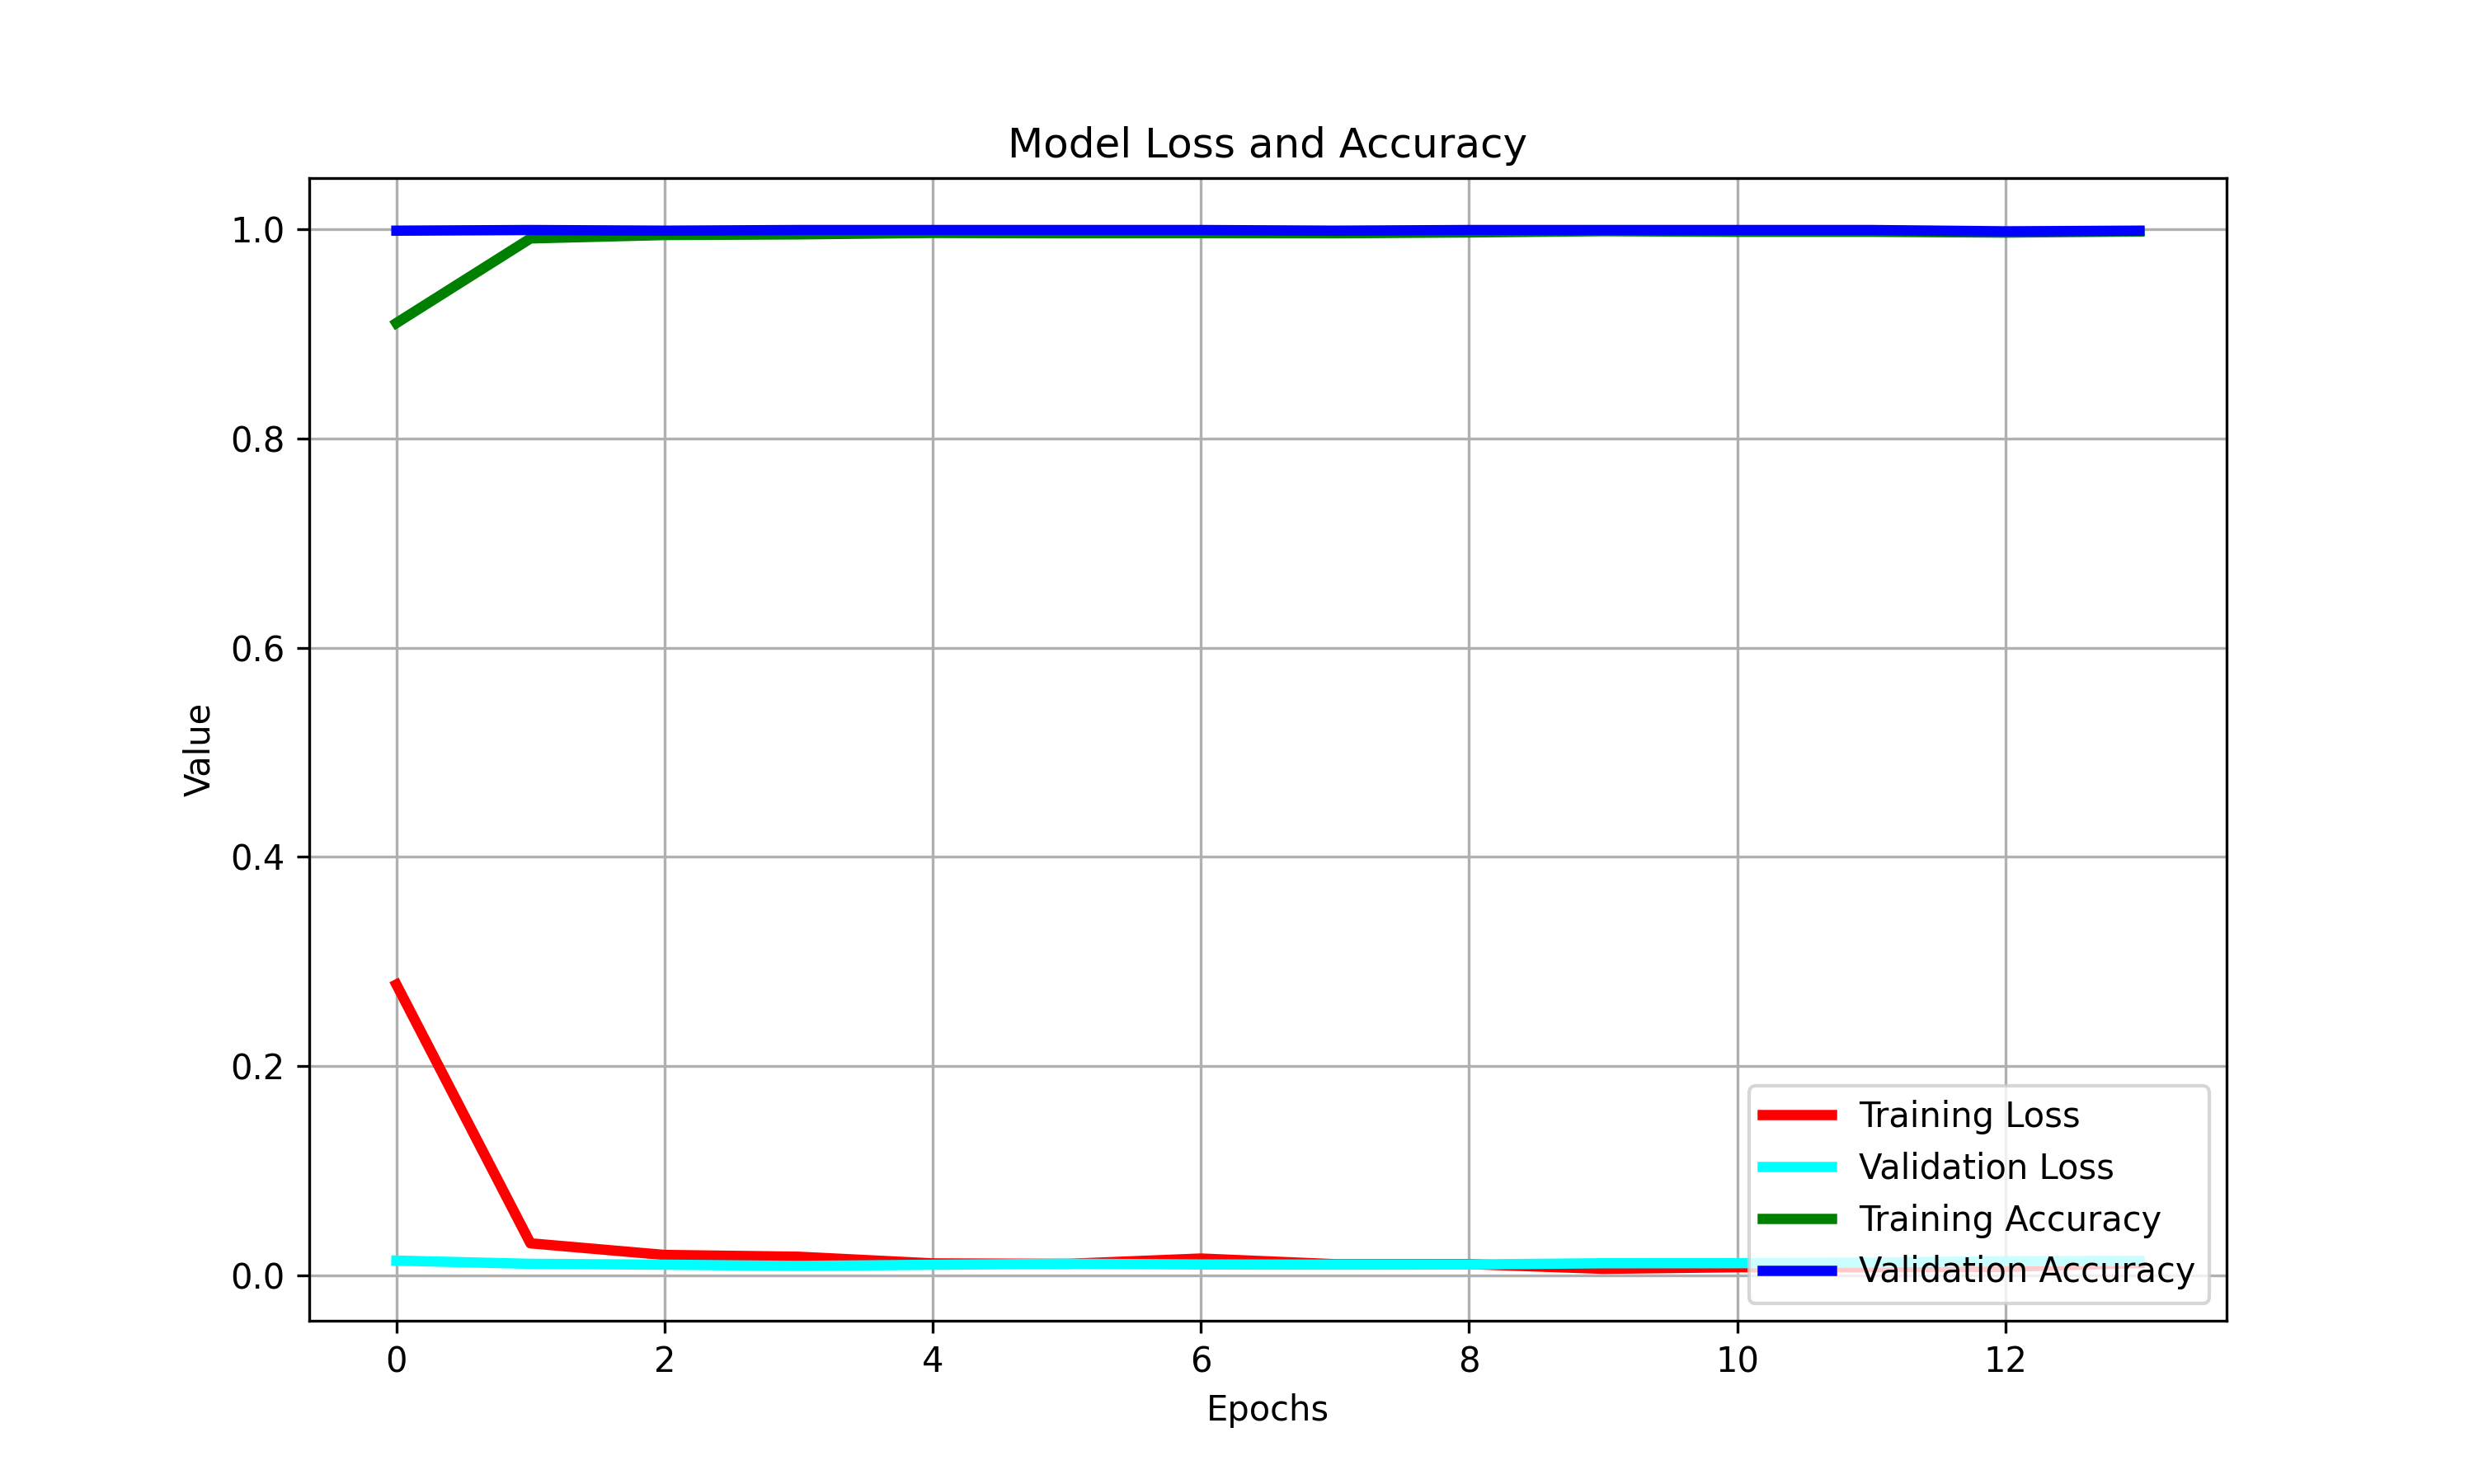 Model Loss and Accuracy
1.0
0.8
0.6
0.4
0.2
0.0
Value
0 2 4 6 8 10 12
Epochs
Training Loss
Validation Loss
Training Accuracy
Validation Accuracy